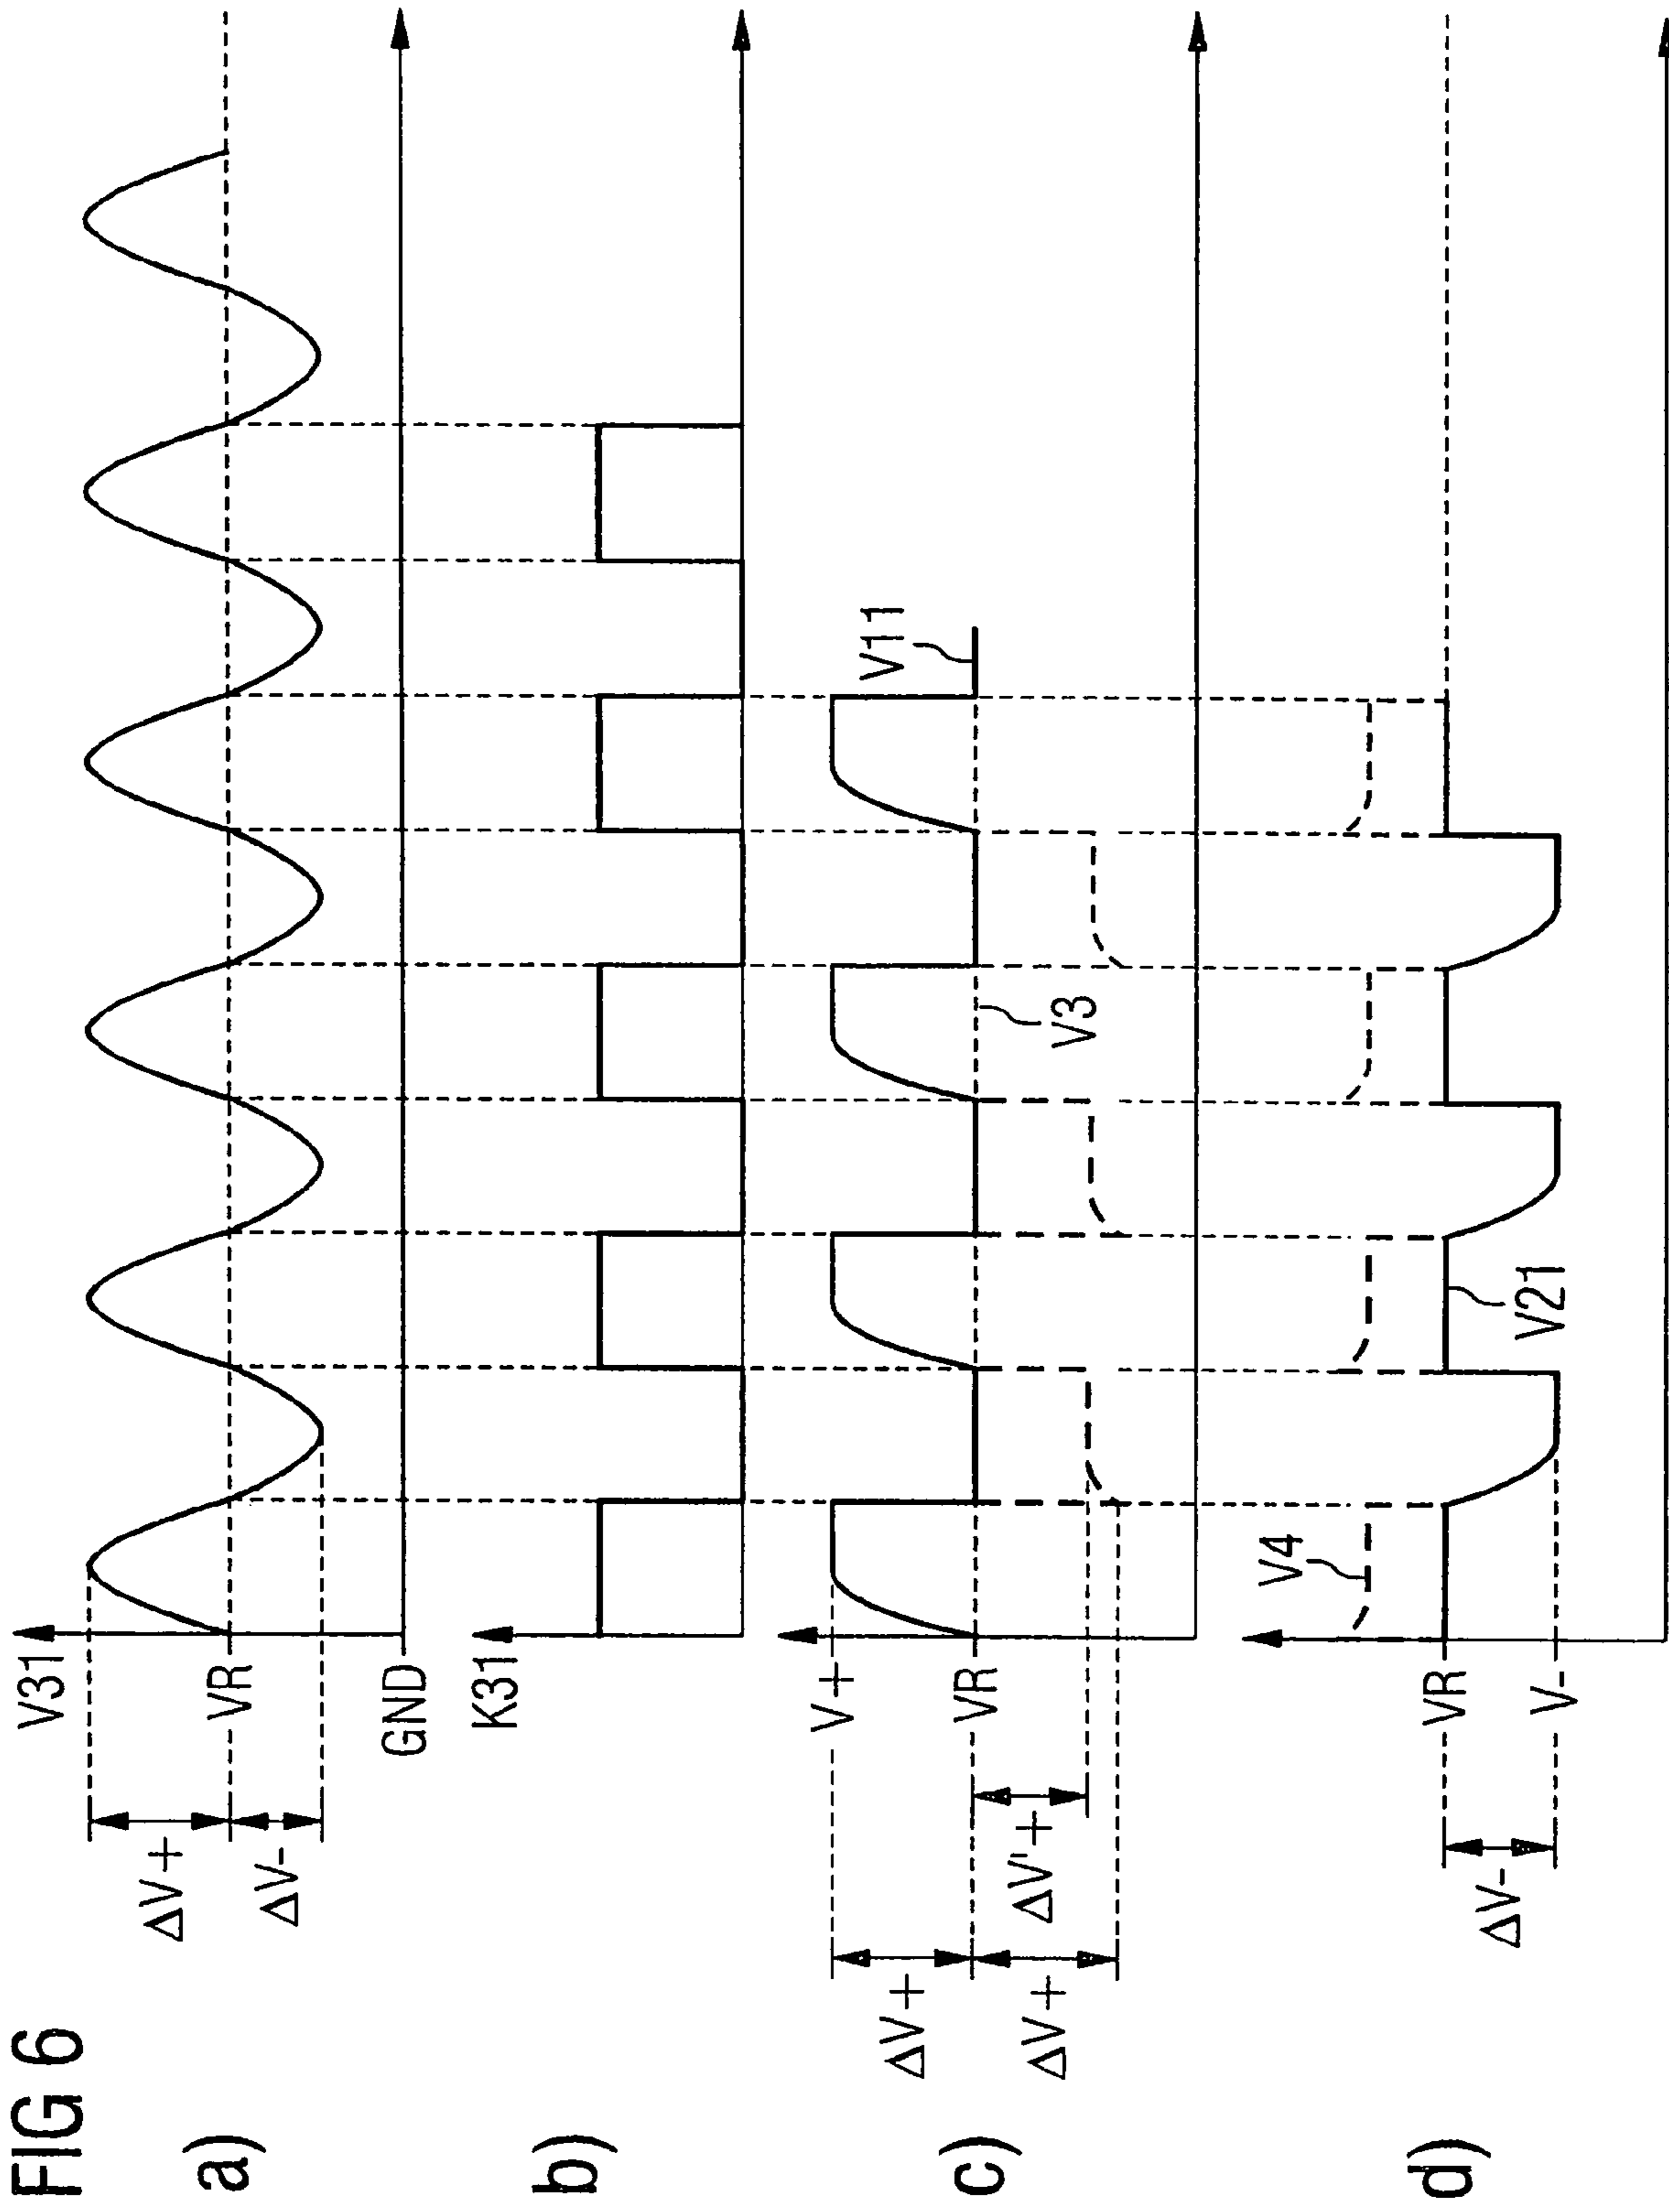 FIG 6
a)
V31
ΔV+
VR
ΔV-
GND
b)
K31
c)
V+
ΔV+
VR
V11
V3
ΔV'+
ΔV+
d)
V4
VR
V21
ΔV-
V-